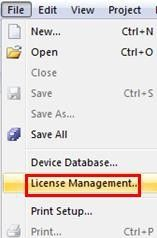 File Edit View Project
New... Ctrl+N
Open Ctrl+O
Close
Save Ctrl+S
Save As...
Save All
Device Database...
License Management...
Print Setup...
Print... Ctrl+P